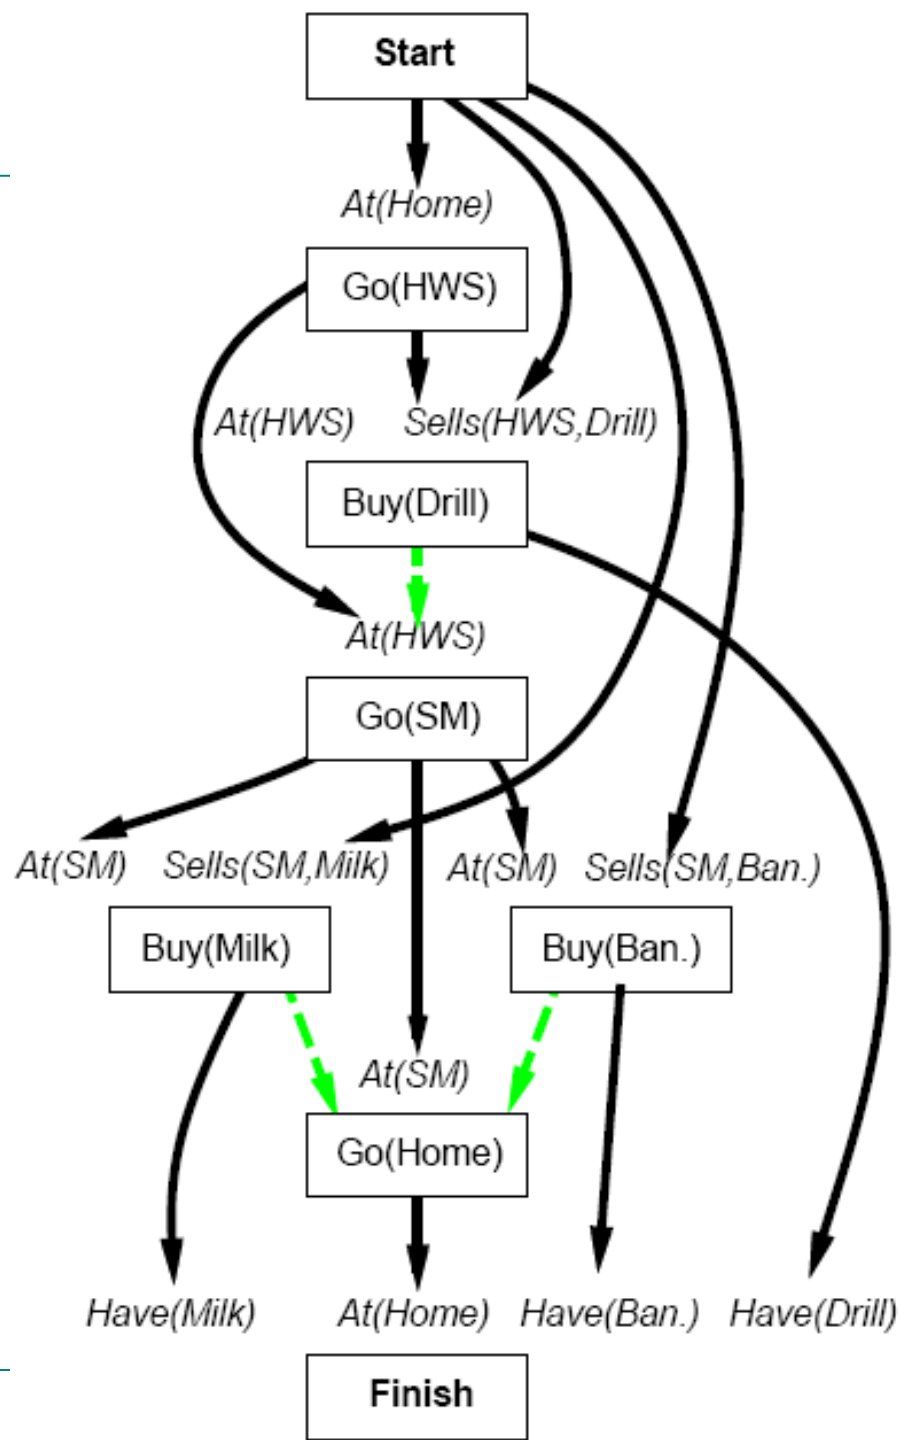 Start
At(Home)
Go(HWS)
At(HWS) Sells(HWS,Drill)
Buy(Drill)
At(HWS)
Go(SM)
At(SM) Sells(SM,Milk) At(SM) Sells(SM,Ban.)
Buy(Milk) Buy(Ban.)
At(SM)
Go(Home)
Have(Milk) At(Home) Have(Ban.) Have(Drill)
Finish